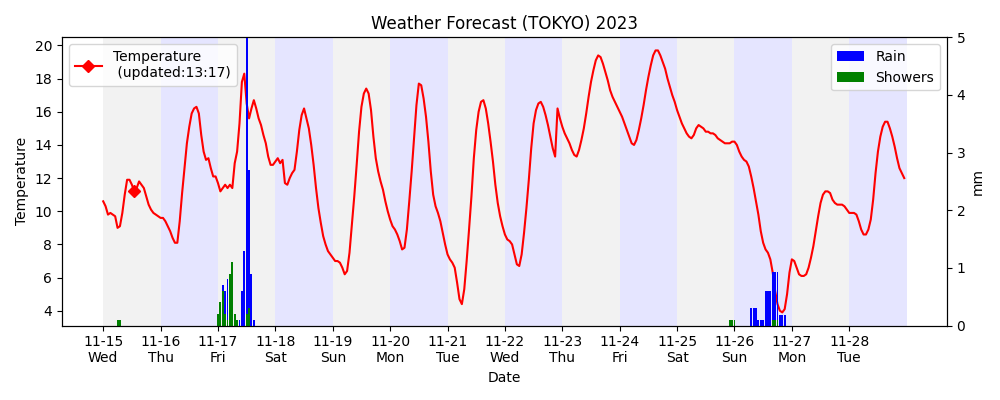 Weather Forecast (TOKYO) 2023
Temperature
(updated:13:17)
Rain
Showers
Temperature
20
18
16
14
12
10
8
6
4
5
4
3
2
1
0
mm
11-15 11-16 11-17 11-18 11-19 11-20 11-21 11-22 11-23 11-24 11-25 11-26 11-27 11-28
Wed Thu Fri Sat Sun Mon Tue Wed Thu Fri Sat Sun Mon Tue
Date